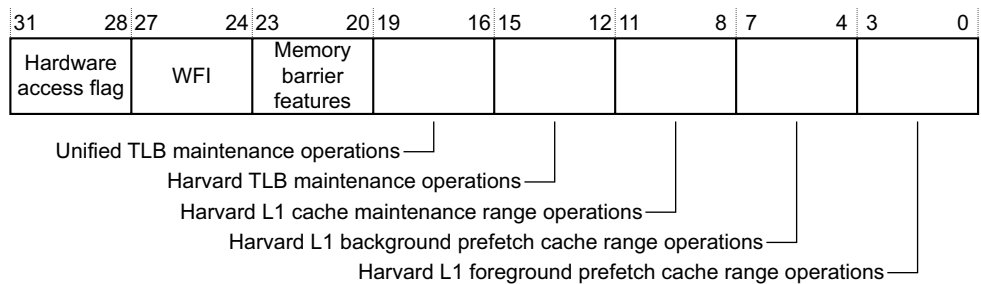 31 28 27 24 23 20 19 16 15 12 11 8 7 4 3 0
Hardware
access flag
WFI
Memory
barrier
features
Unified TLB maintenance operations
Harvard TLB maintenance operations
Harvard L1 cache maintenance range operations
Harvard L1 background prefetch cache range operations
Harvard L1 foreground prefetch cache range operations